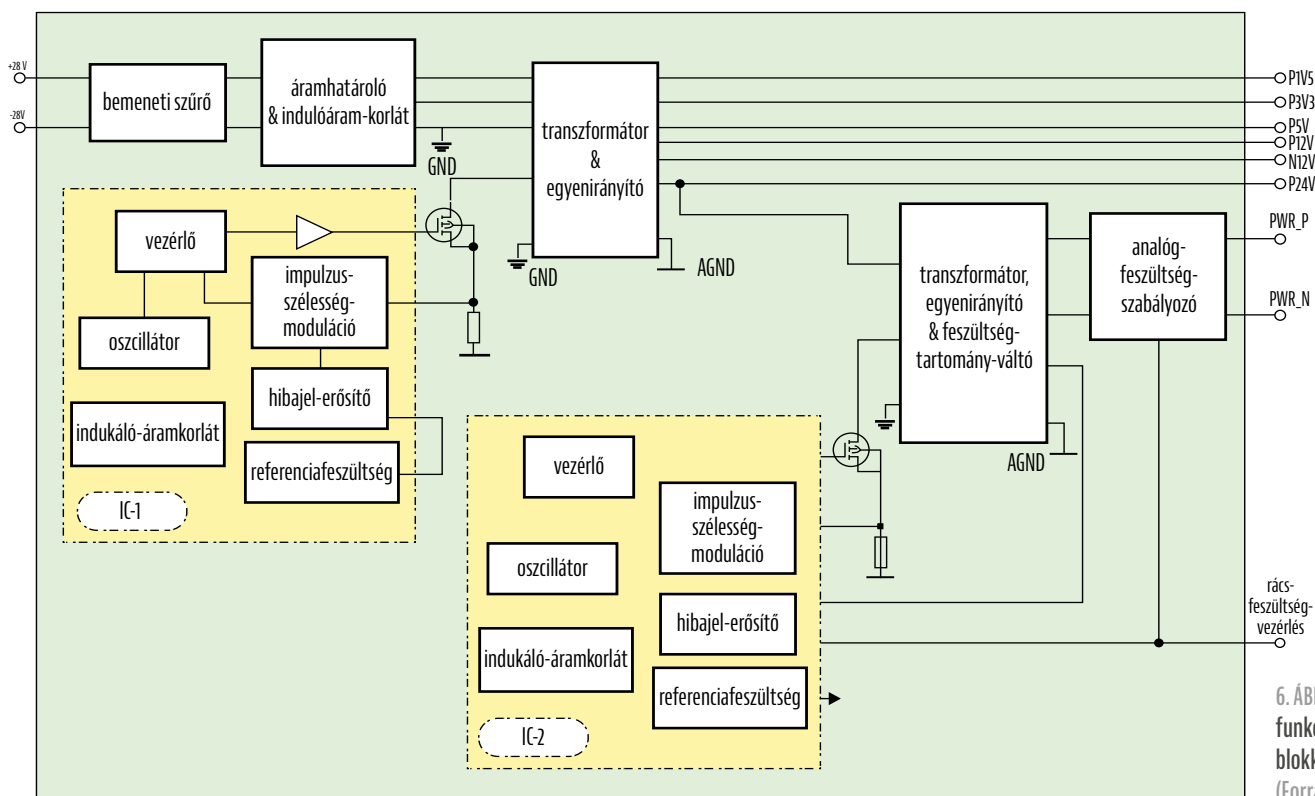 +28 V
-28V
bemeneti szűrő
áramhatároló
& indulóáram-korlát
GND
transzformátor
&
egyenirányító
GND
AGND
P1V5
P3V3
P5V
P12V
N12V
P24V
PWR_P
PWR_N
vezérlő
oszcillátor
impulzus-
szélesség-
moduláció
hibajel-erősítő
indukáló-áramkorlát
referenciafeszültség
IC-1
transzformátor,
egyenirányító
& feszültség-
tartomány-váltó
AGND
analóg-
feszültség-
szabályozó
vezérlő
oszcillátor
impulzus-
szélesség-
moduláció
hibajel-erősítő
indukáló-áramkorlát
referenciafeszültség
IC-2
rács-
feszültség-
vezérlés
6.